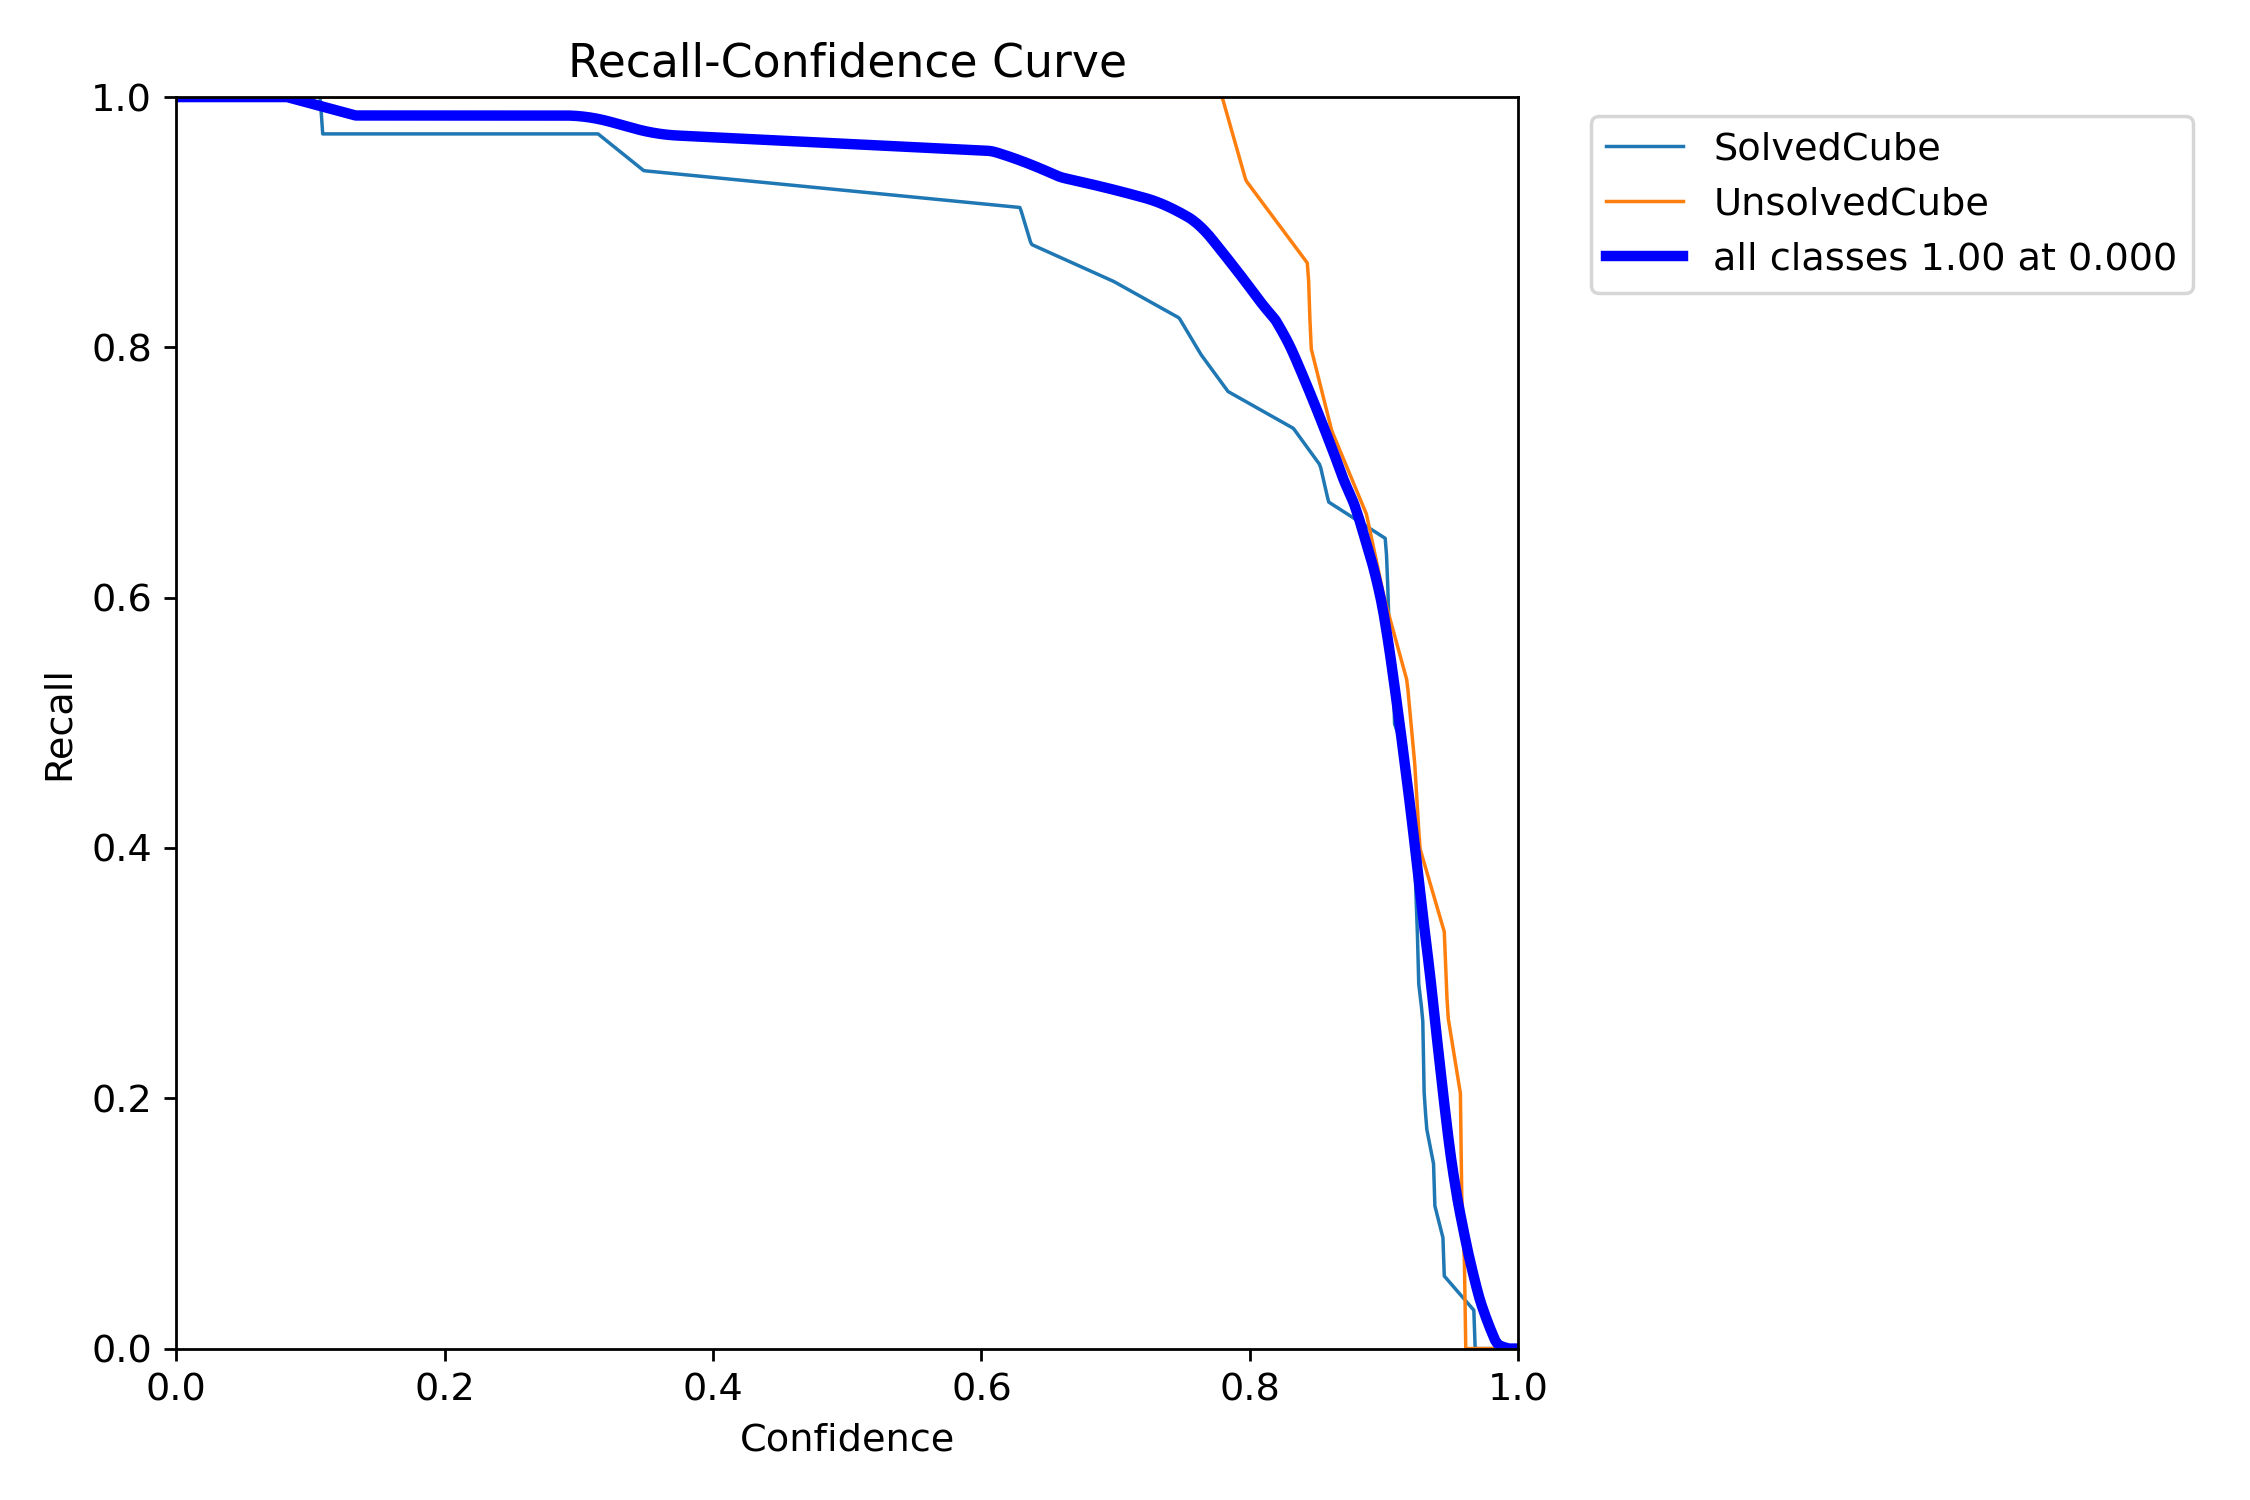 Recall-Confidence Curve
SolvedCube
UnsolvedCube
all classes 1.00 at 0.000
1.0
0.8
0.6
0.4
0.2
0.0
Recall
0.0 0.2 0.4 0.6 0.8 1.0
Confidence